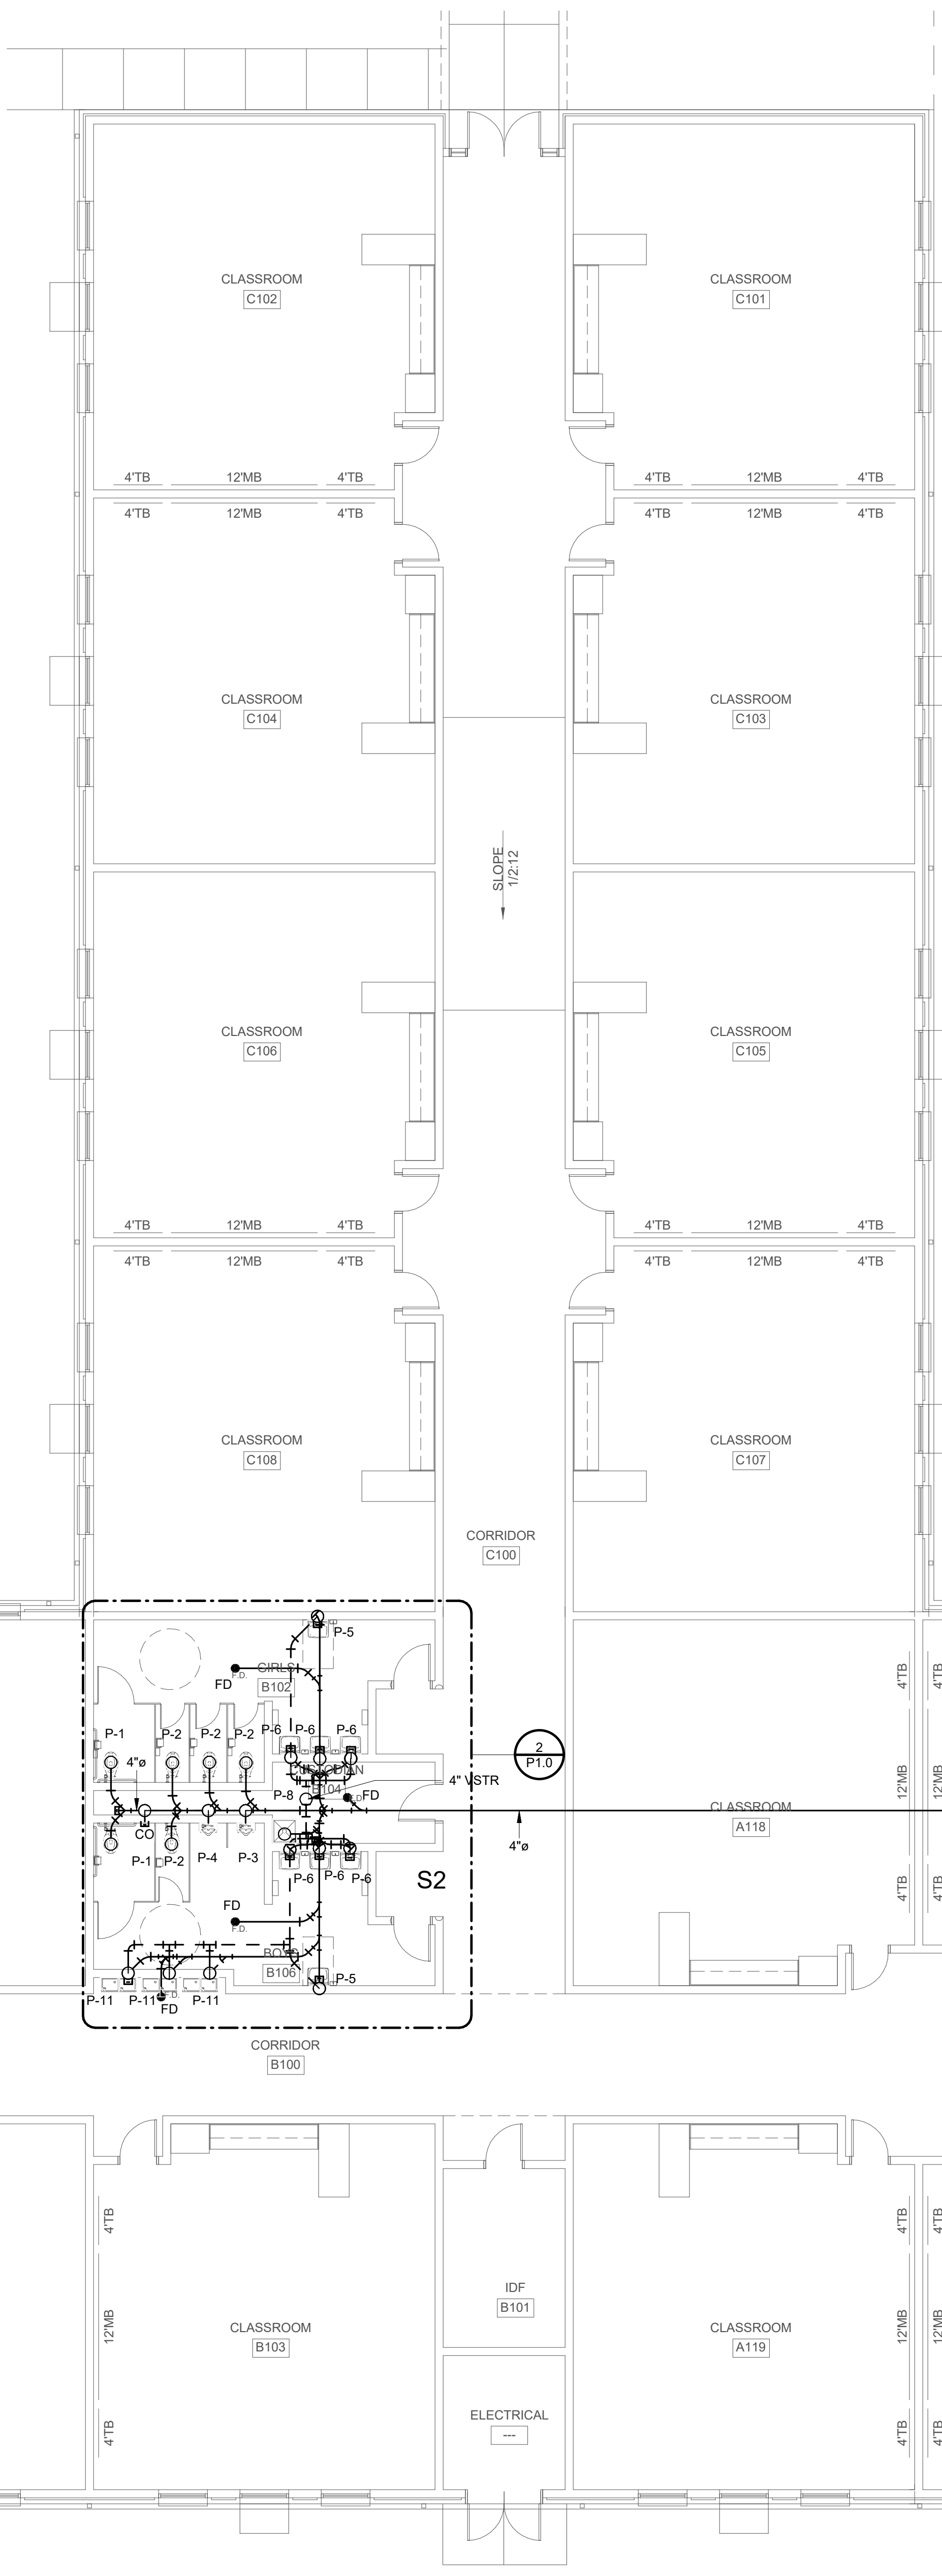 CLASSROOM
C102
CLASSROOM
C101
4'TB
12'MB
4'TB
4'TB
12'MB
4'TB
4'TB
12'MB
4'TB
4'TB
12'MB
4'TB
CLASSROOM
C104
CLASSROOM
C103
SLOPE
1/2:12
CLASSROOM
C106
CLASSROOM
C105
4'TB
12'MB
4'TB
4'TB
12'MB
4'TB
4'TB
12'MB
4'TB
4'TB
12'MB
4'TB
CLASSROOM
C108
CLASSROOM
C107
CORRIDOR
C100
P-5
GIRLS
B102
F.D.
FD
P-1
P-2
P-2
P-2
P-6
P-6
P-6
2
P1.0
4"ø
CUSTODIAN
B104
P-8
4" VSTR
F.D.
FD
CO
4"ø
P-1
P-2
P-4
P-3
P-6
P-6
P-6
S2
FD
F.D.
BOYS
B106
P-5
P-11
P-11
P-11
F.D.
FD
4'TB
4'TB
12'MB
12'MB
CLASSROOM
A118
4'TB
4'TB
CORRIDOR
B100
4'TB
12'MB
4'TB
CLASSROOM
B103
IDF
B101
ELECTRICAL
---
CLASSROOM
A119
4'TB
4'TB
12'MB
12'MB
4'TB
4'TB